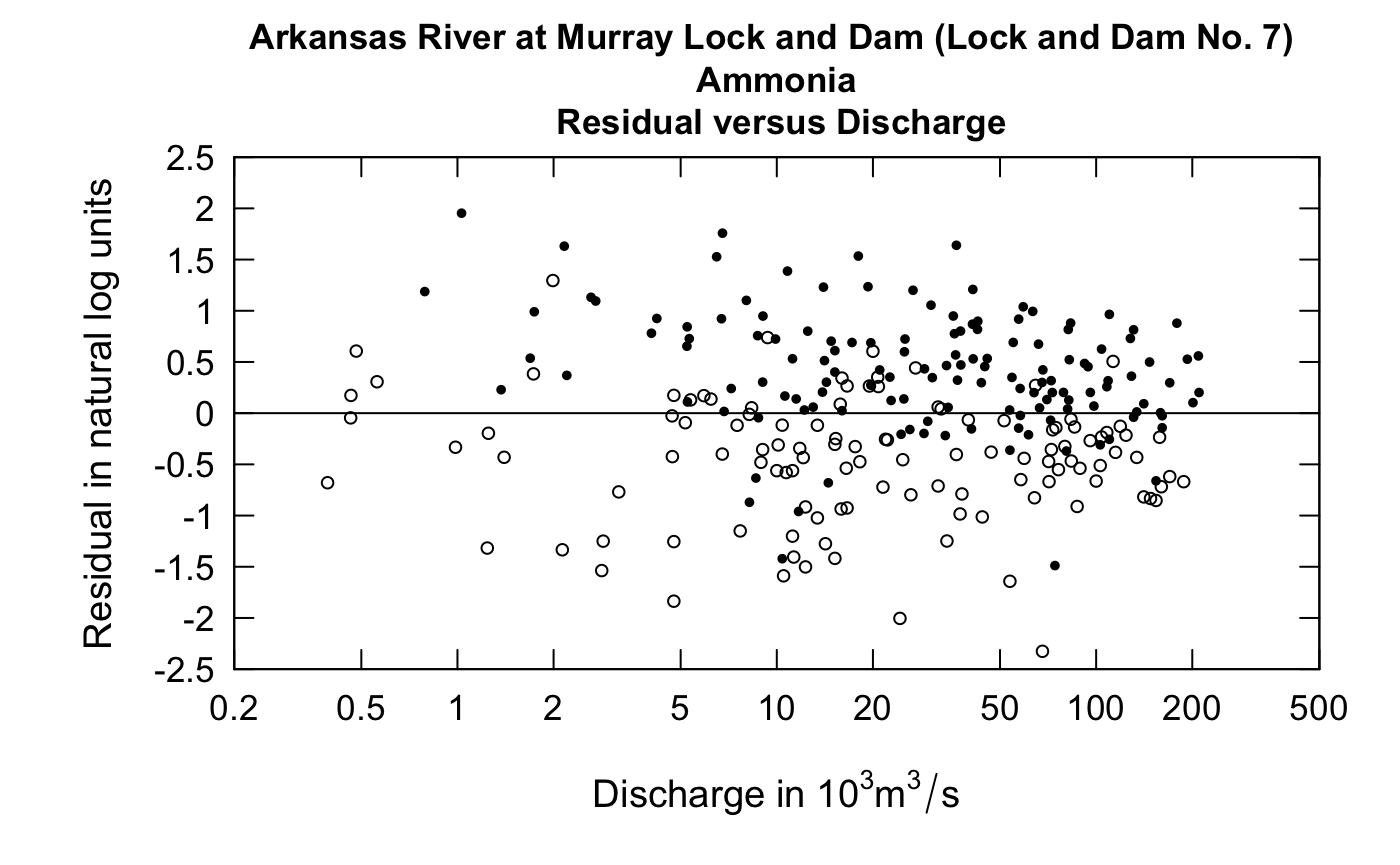 Arkansas River at Murray Lock and Dam (Lock and Dam No. 7)
Ammonia
Residual versus Discharge
Residual in natural log units
2.5
2
1.5
1
0.5
0
-0.5
-1
-1.5
-2
-2.5
0.2 0.5 1 2 5 10 20 50 100 200 500
Discharge in 10³m³/s